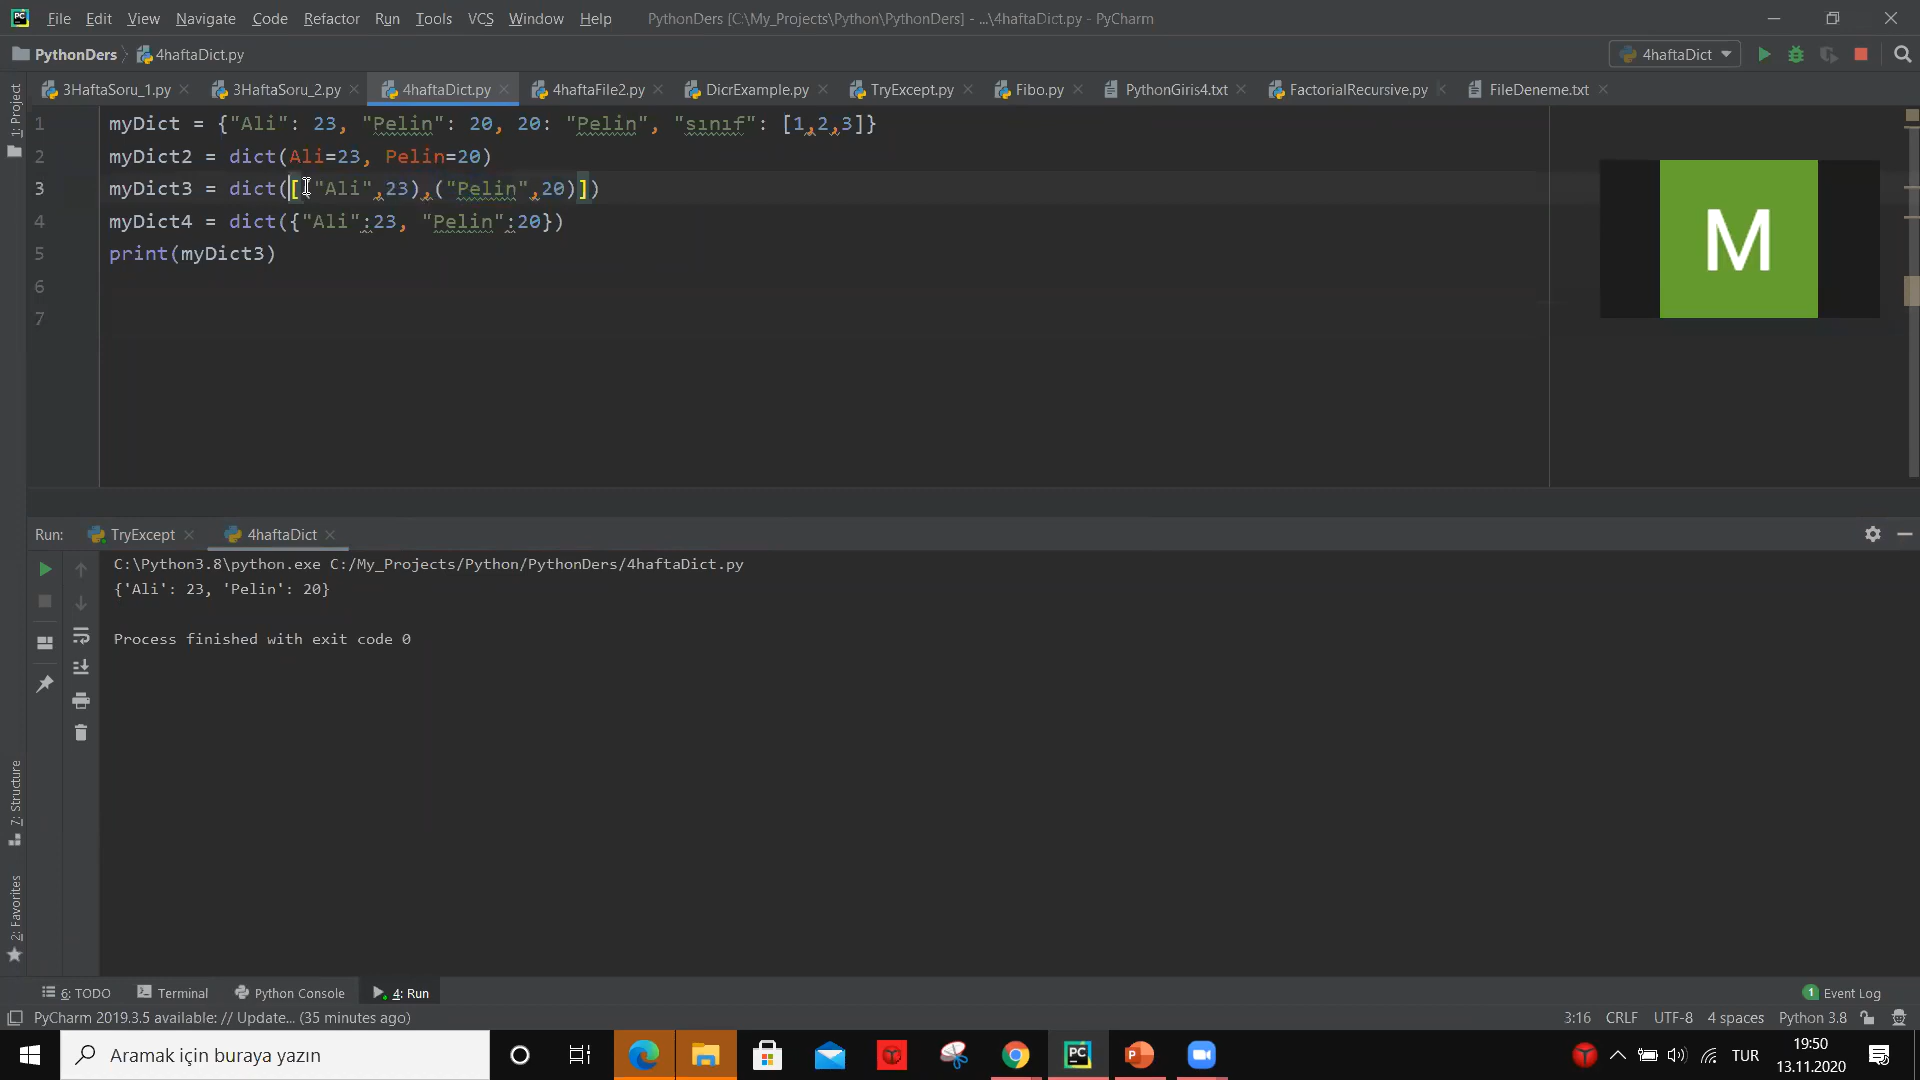 File Edit View Navigate Code Refactor Run Tools VCS Window Help PythonDers [C:\My_Projects\Python\PythonDers] - ...\4haftaDict.py - PyCharm
PythonDers 4haftaDict.py 4haftaDict
3HaftaSoru_1.py 3HaftaSoru_2.py 4haftaDict.py 4haftaFile2.py DicrExample.py TryExcept.py Fibo.py PythonGiris4.txt FactorialRecursive.py FileDeneme.txt
1: Project
1 myDict = {"Ali": 23, "Pelin": 20, 20: "Pelin", "sınıf": [1,2,3]}
2 myDict2 = dict(Ali=23, Pelin=20)
3 myDict3 = dict([("Ali",23),("Pelin",20)])
4 myDict4 = dict({"Ali":23, "Pelin":20})
5 print(myDict3)
6
7
M
Run: TryExcept 4haftaDict
C:\Python3.8\python.exe C:/My_Projects/Python/PythonDers/4haftaDict.py
{'Ali': 23, 'Pelin': 20}
Process finished with exit code 0
7: Structure
2: Favorites
6: TODO Terminal Python Console 4: Run 1 Event Log
PyCharm 2019.3.5 available: // Update... (35 minutes ago) 3:16 CRLF UTF-8 4 spaces Python 3.8
Aramak için buraya yazın TUR 19:50
13.11.2020